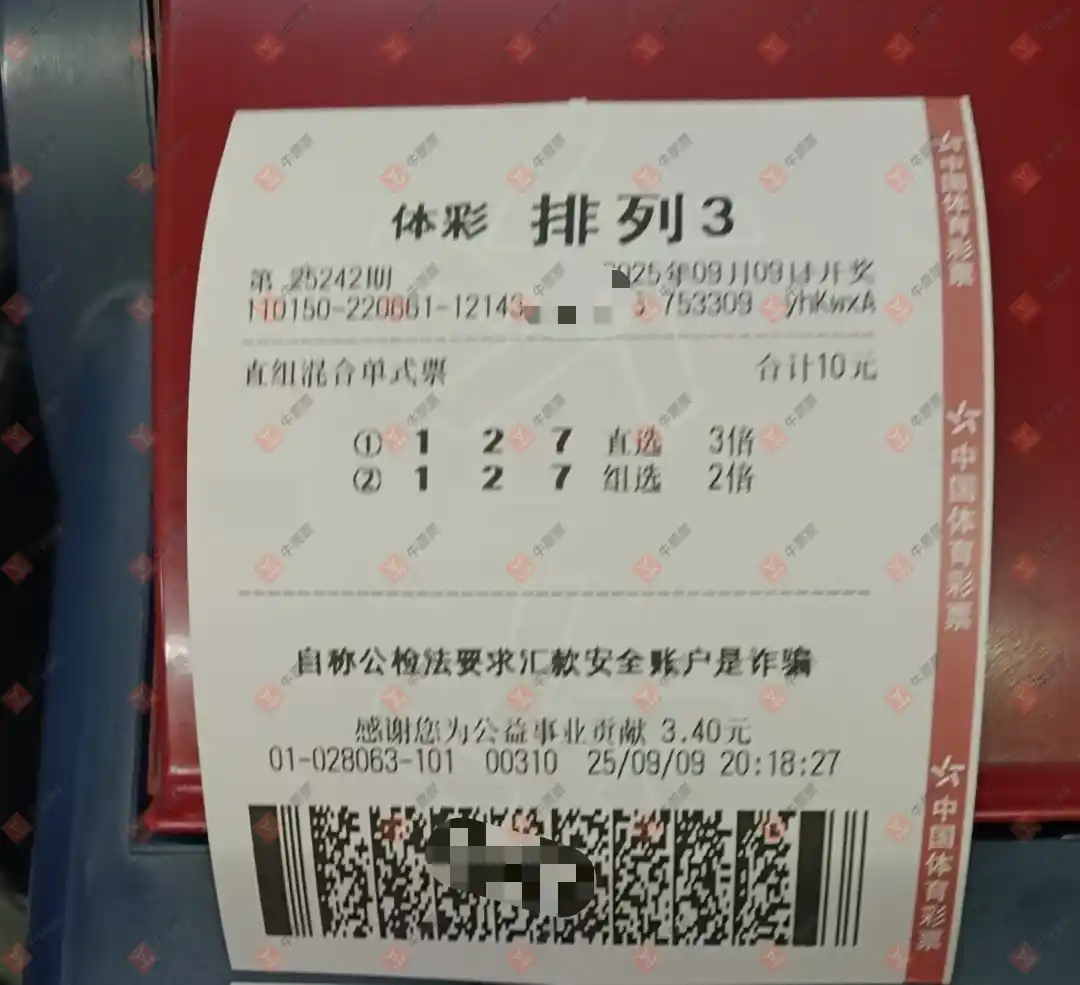 体彩 排列3
第 25242期 2025年09月09日开奖
110150-220661-12143 753309 yhKwxA
直组混合单式票 合计10元
① 1 2 7 直选 3倍
② 1 2 7 组选 2倍
自称公检法要求汇款安全账户是诈骗
感谢您为公益事业贡献 3.40元
01-028063-101 00310 25/09/09 20:18:27
中国体育彩票
中国体育彩票
中国体育彩票